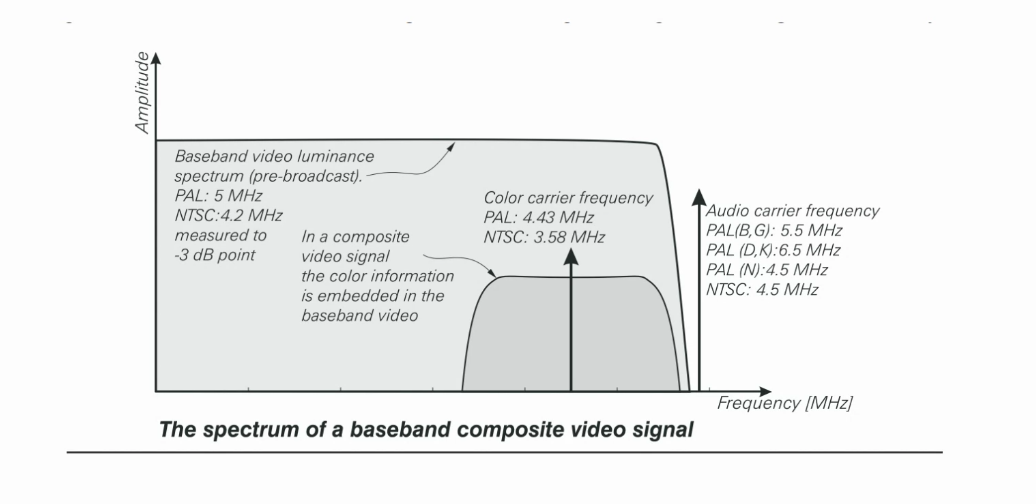 Amplitude
Baseband video luminance
spectrum (pre-broadcast).
PAL: 5 MHz
NTSC:4.2 MHz
measured to
-3 dB point
In a composite
video signal
the color information
is embedded in the
baseband video
Color carrier frequency
PAL: 4.43 MHz
NTSC: 3.58 MHz
Audio carrier frequency
PAL(B,G): 5.5 MHz
PAL (D,K):6.5 MHz
PAL (N):4.5 MHz
NTSC: 4.5 MHz
Frequency [MHz]
The spectrum of a baseband composite video signal